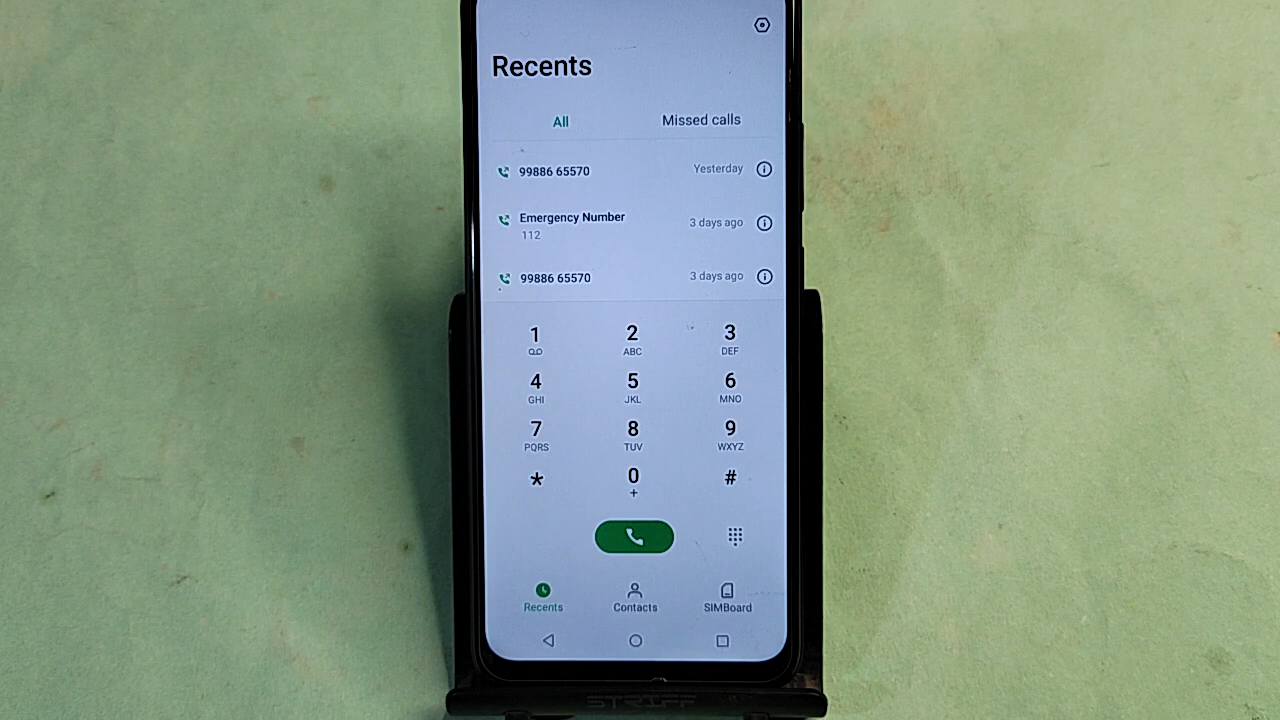 Recents
All Missed calls
99886 65570 Yesterday
Emergency Number 3 days ago
112
99886 65570 3 days ago
1 2 3
ABC DEF
4 5 6
GHI JKL MNO
7 8 9
PQRS TUV WXYZ
* 0 #
+
Recents Contacts SIMBoard
STRIFF